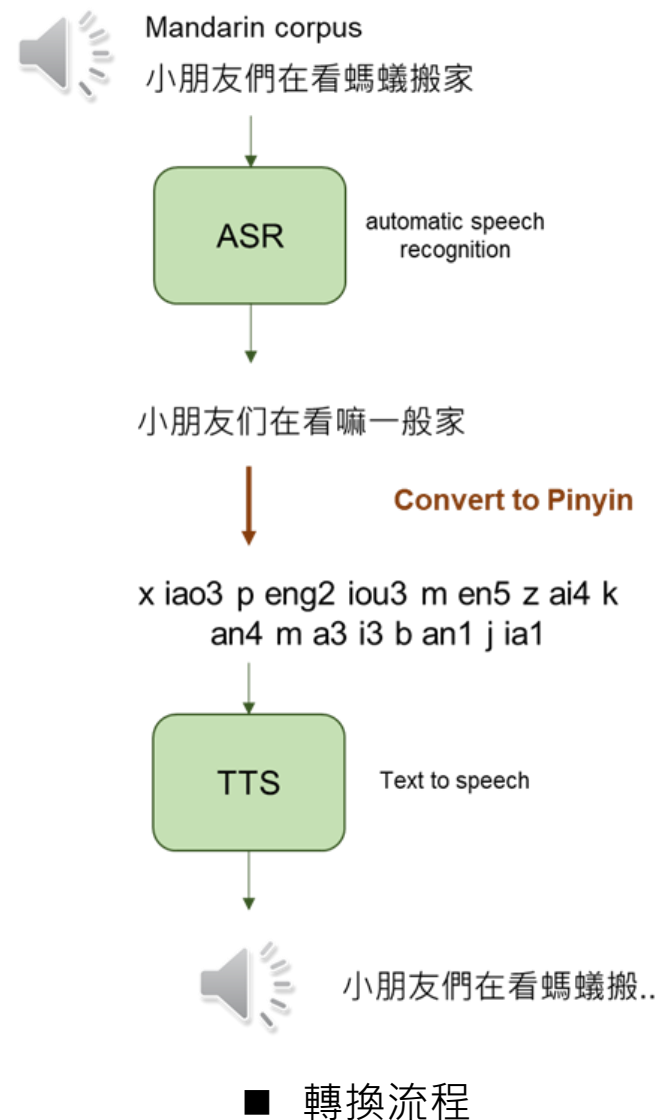 Mandarin corpus
小朋友們在看螞蟻搬家
ASR
automatic speech
recognition
小朋友们在看嘛一般家
Convert to Pinyin
x iao3 p eng2 iou3 m en5 z ai4 k
an4 m a3 i3 b an1 j ia1
TTS
Text to speech
小朋友們在看螞蟻搬..
■ 轉換流程